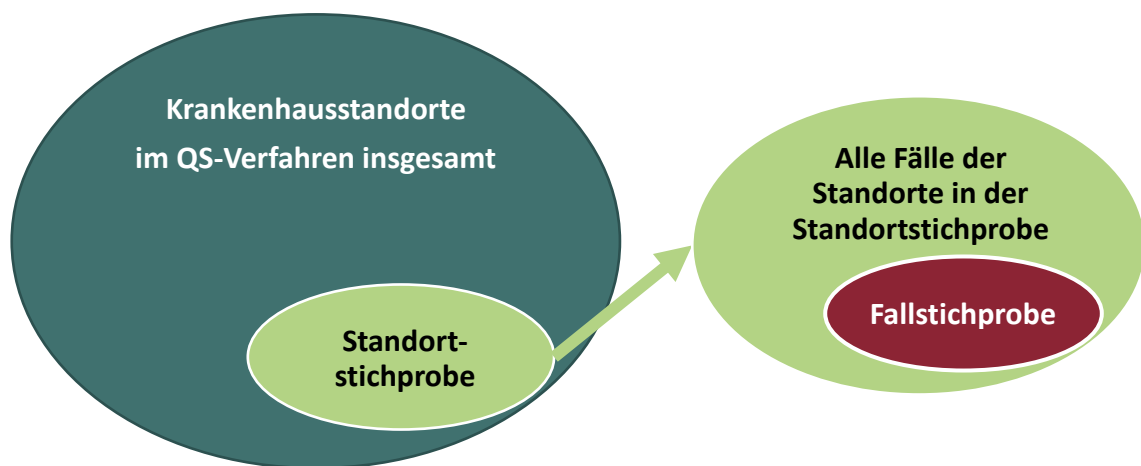 Krankenhausstandorte
im QS-Verfahren insgesamt
Standort-
stichprobe
Alle Fälle der
Standorte in der
Standortstichprobe
Fallstichprobe